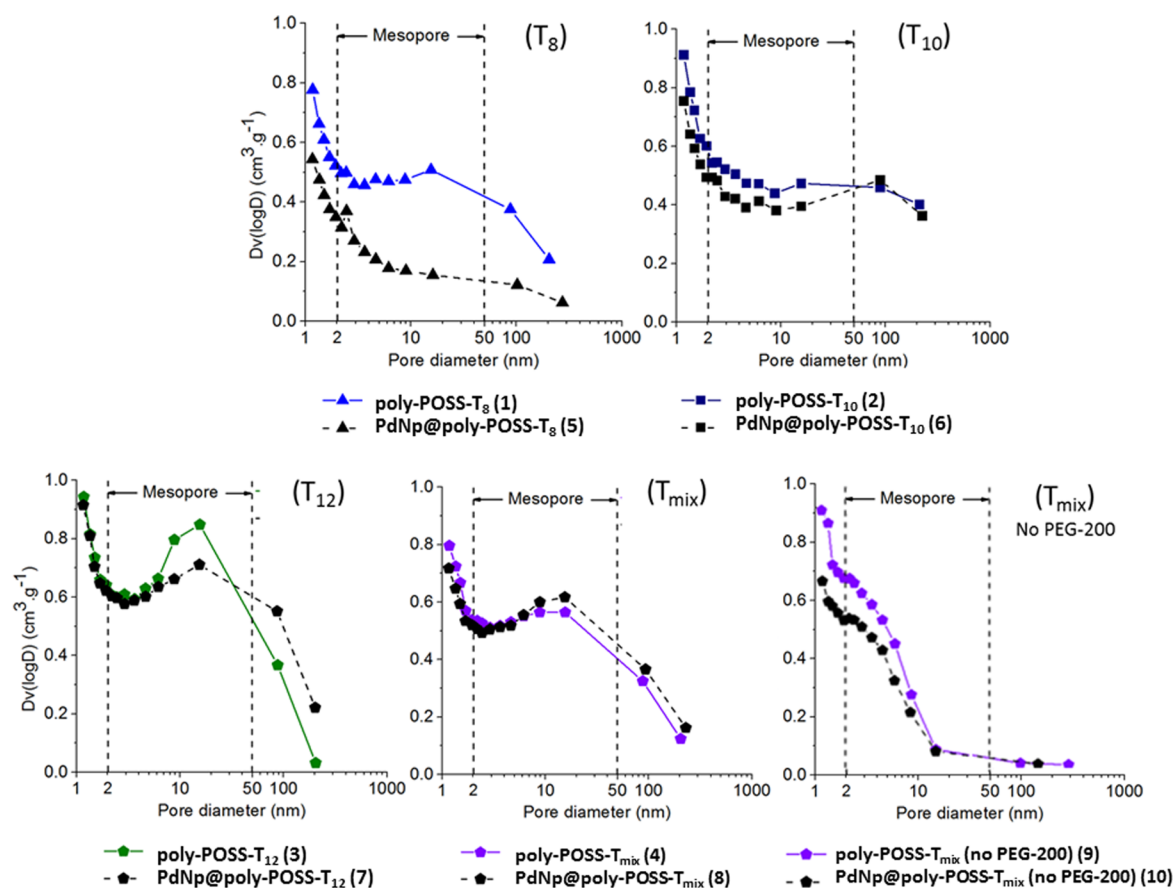 (T8)
Mesopore
Dv(logD) (cm3.g-1)
1.0
0.8
0.6
0.4
0.2
0.0
1 2 10 50 100 1000
Pore diameter (nm)
poly-POSS-T8 (1)
PdNp@poly-POSS-T8 (5)
(T10)
Mesopore
1.0
0.8
0.6
0.4
0.2
0.0
1 2 10 50 100 1000
Pore diameter (nm)
poly-POSS-T10 (2)
PdNp@poly-POSS-T10 (6)
(T12)
Mesopore
Dv(logD) (cm3.g-1)
1.0
0.8
0.6
0.4
0.2
0.0
1 2 10 50 100 1000
Pore diameter (nm)
poly-POSS-T12 (3)
PdNp@poly-POSS-T12 (7)
(Tmix)
Mesopore
1.0
0.8
0.6
0.4
0.2
0.0
1 2 10 50 100 1000
Pore diameter (nm)
poly-POSS-Tmix (4)
PdNp@poly-POSS-Tmix (8)
(Tmix)
No PEG-200
Mesopore
1.0
0.8
0.6
0.4
0.2
0.0
1 2 10 50 100 1000
Pore diameter (nm)
poly-POSS-Tmix (no PEG-200) (9)
PdNp@poly-POSS-Tmix (no PEG-200) (10)